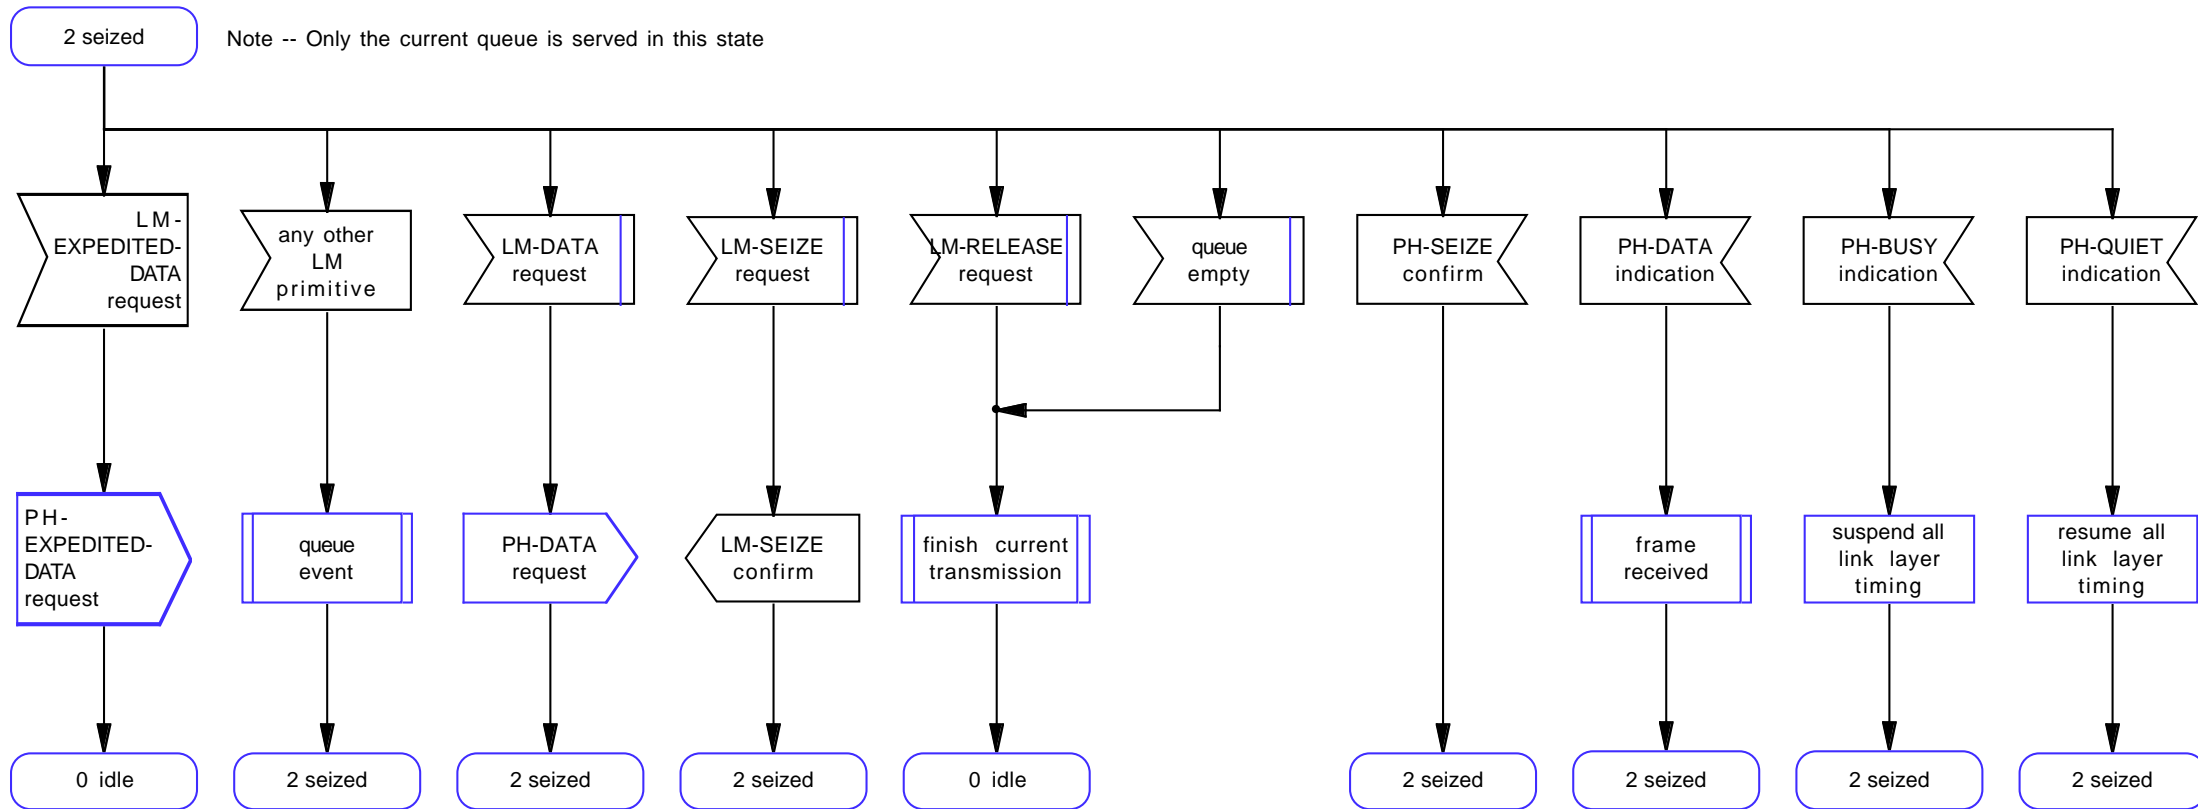 2 seized
Note -- Only the current queue is served in this state
LM-
EXPEDITED-
DATA
request
any other
LM
primitive
LM-DATA
request
LM-SEIZE
request
LM-RELEASE
request
queue
empty
PH-SEIZE
confirm
PH-DATA
indication
PH-BUSY
indication
PH-QUIET
indication
PH-
EXPEDITED-
DATA
request
queue
event
PH-DATA
request
LM-SEIZE
confirm
finish current
transmission
frame
received
suspend all
link layer
timing
resume all
link layer
timing
0 idle
2 seized
2 seized
2 seized
0 idle
2 seized
2 seized
2 seized
2 seized